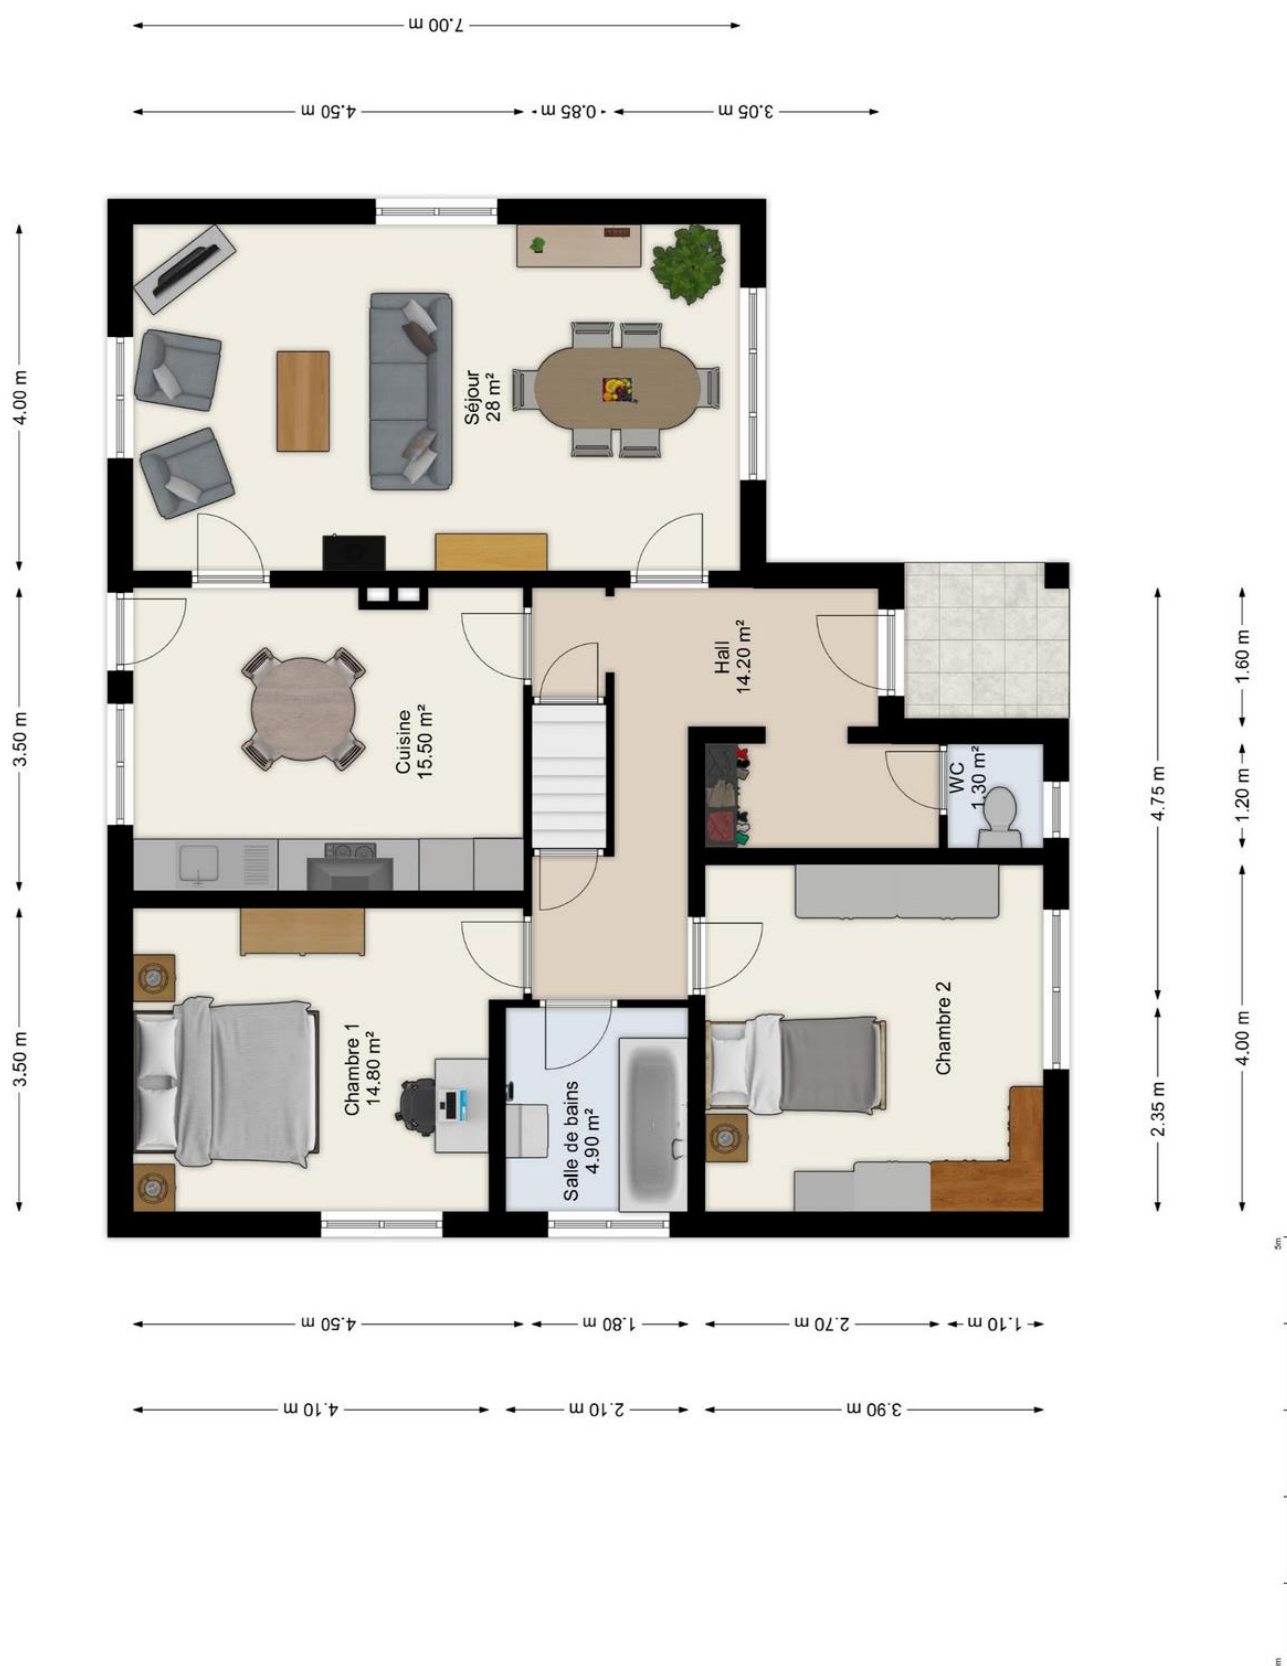 7.00 m
4.50 m
0.85 m
3.05 m
4.00 m
3.50 m
3.50 m
Séjour
28 m²
Cuisine
15.50 m²
Hall
14.20 m²
WC
1.30 m²
Chambre 1
14.80 m²
Salle de bains
4.90 m²
Chambre 2
1.60 m
1.20 m
4.75 m
4.00 m
2.35 m
4.50 m
1.80 m
2.70 m
1.10 m
4.10 m
2.10 m
3.90 m
5m